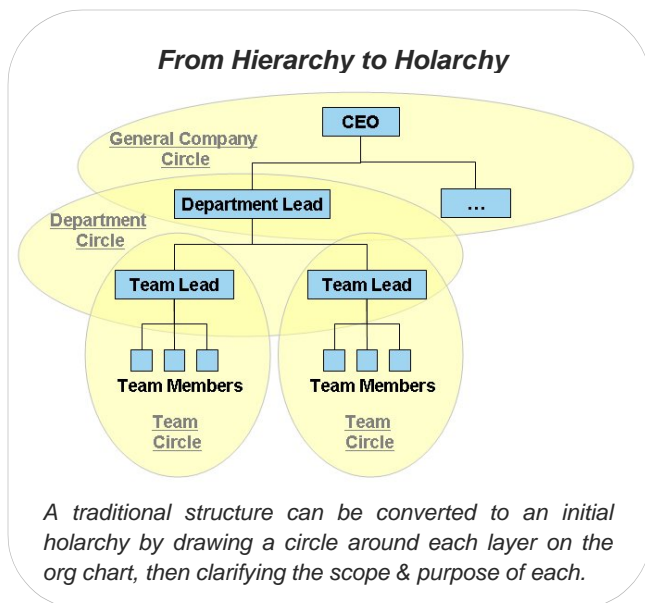 From Hierarchy to Holarchy
CEO
General Company
Circle
Department Lead
...
Department
Circle
Team Lead
Team Lead
Team Members
Team Members
Team
Circle
Team
Circle
A traditional structure can be converted to an initial
holarchy by drawing a circle around each layer on the
org chart, then clarifying the scope & purpose of each.